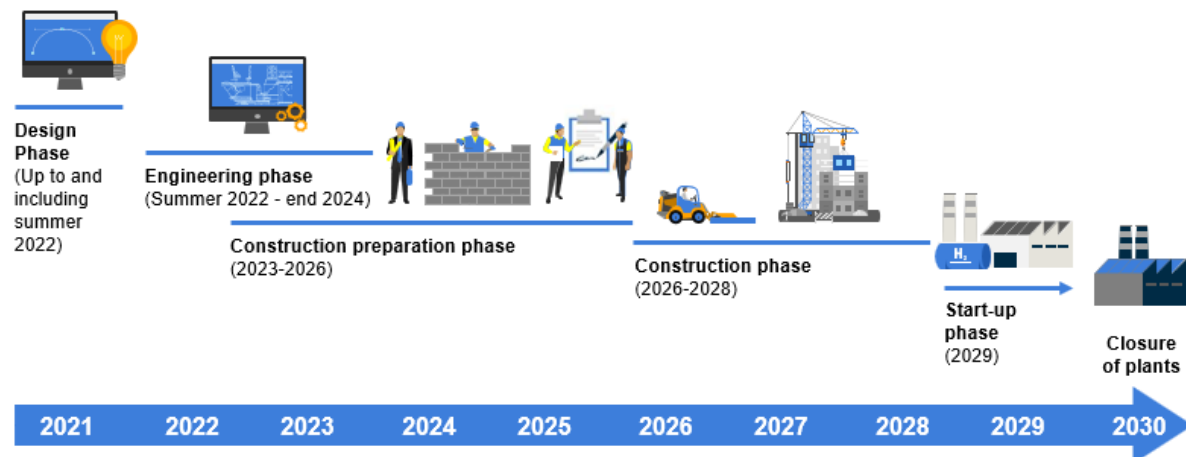 Design
Phase
(Up to and
including
summer
2022)
Engineering phase
(Summer 2022 - end 2024)
Construction preparation phase
(2023-2026)
Construction phase
(2026-2028)
H₂
Start-up
phase
(2029)
Closure
of plants
2021 2022 2023 2024 2025 2026 2027 2028 2029 2030